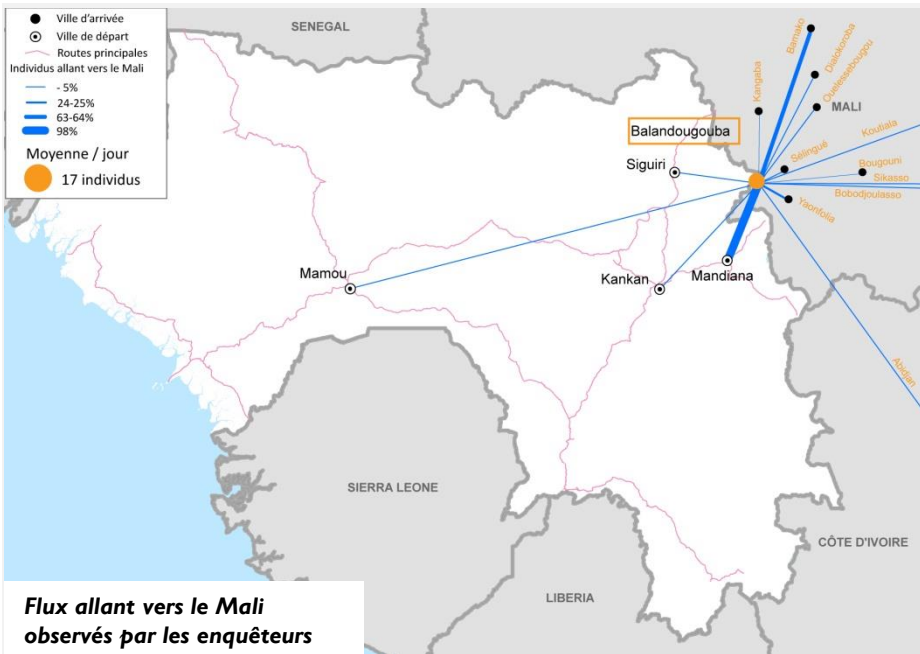 Ville d'arrivée
Ville de départ
Routes principales
Individus allant vers le Mali
- 5%
24-25%
63-64%
98%
Moyenne / jour
17 individus
SENEGAL
MALI
Bamako
Dialokoroba
Ouelessebougou
Kangaba
Koutiala
Sélingué
Bougouni
Sikasso
Bobodjoulasso
Yaonfolia
Abidjan
Balandougouba
Siguiri
Mamou
Kankan
Mandiana
SIERRA LEONE
LIBERIA
CÔTE D'IVOIRE
Flux allant vers le Mali
observés par les enquêteurs